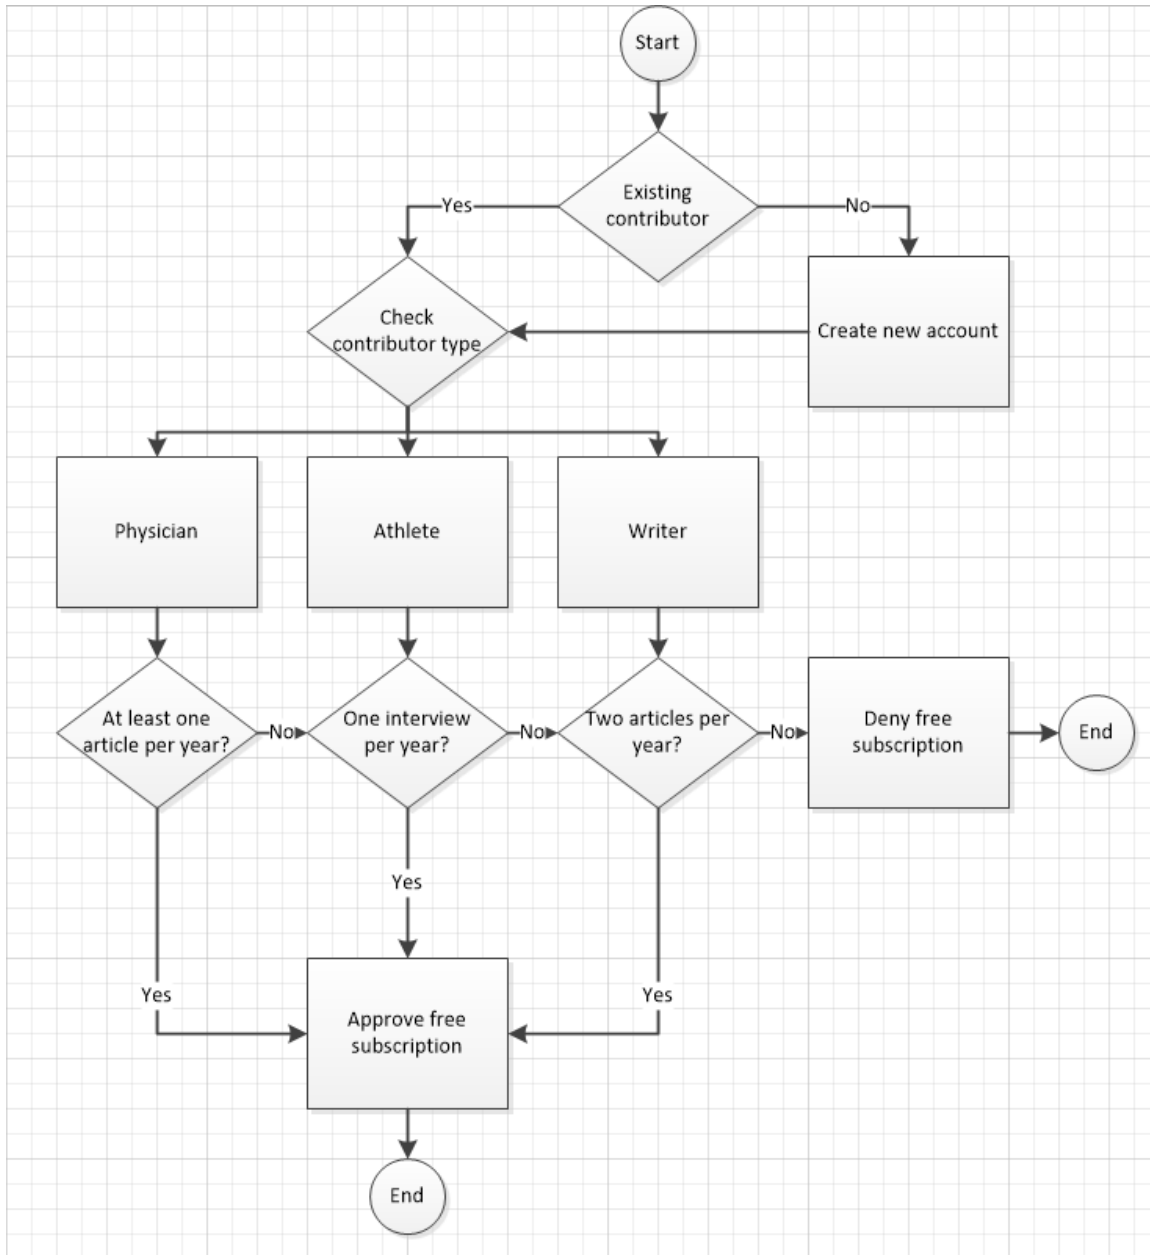 Start
Existing
contributor
Yes
No
Check
contributor type
Create new account
Physician
Athlete
Writer
At least one
article per year?
No
One interview
per year?
No
Two articles per
year?
No
Deny free
subscription
End
Yes
Yes
Yes
Approve free
subscription
End